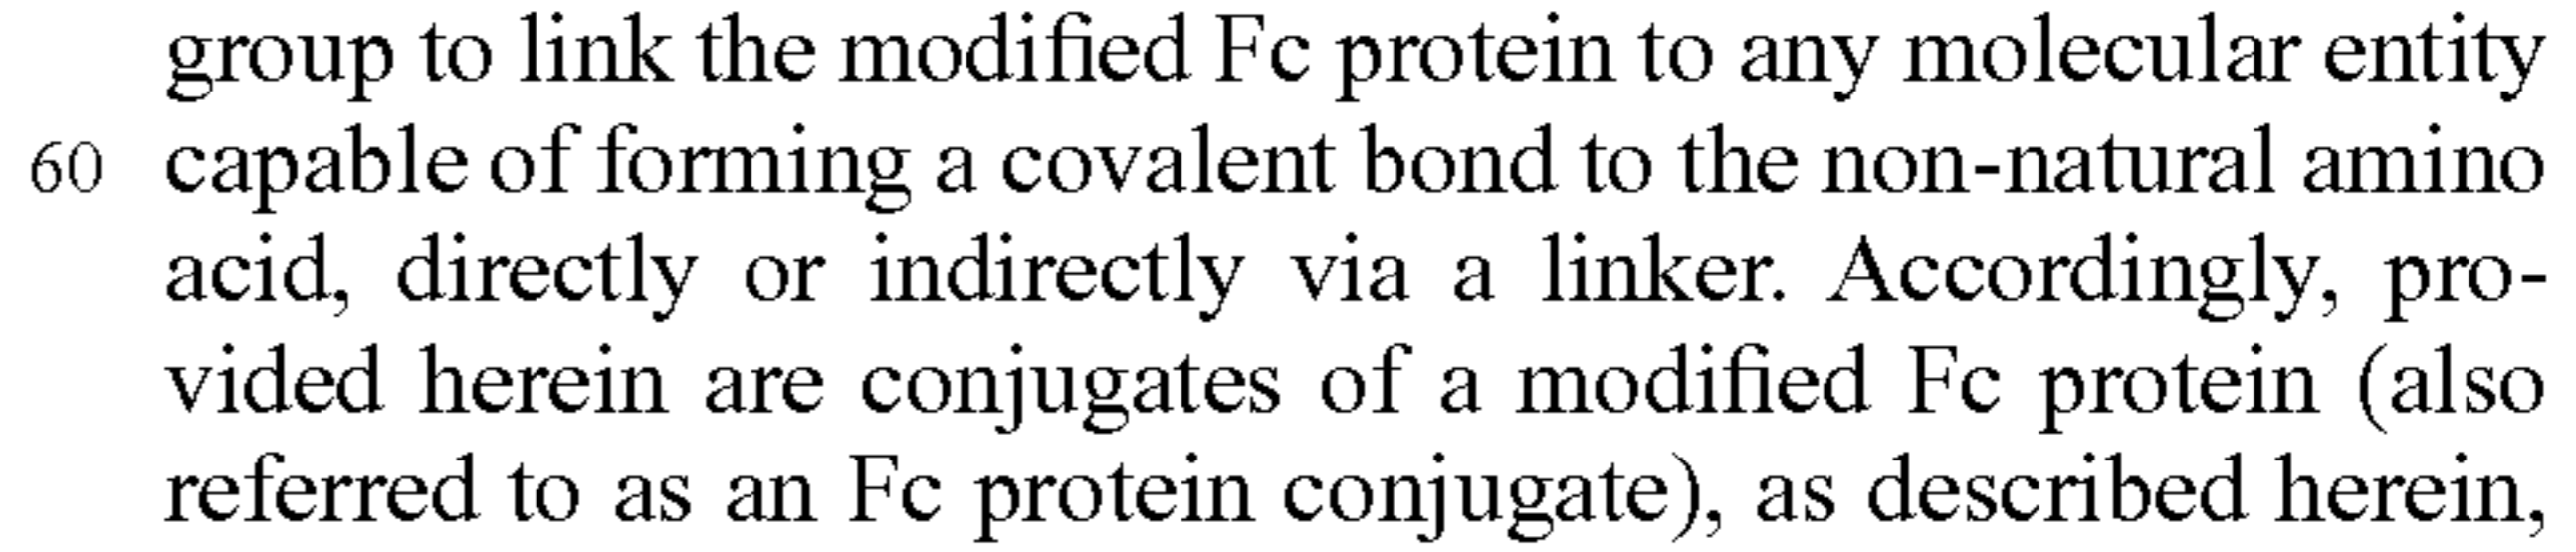 group to link the modified Fc protein to any molecular entity
60 capable of forming a covalent bond to the non-natural amino
acid, directly or indirectly via a linker. Accordingly, pro-
vided herein are conjugates of a modified Fc protein (also
referred to as an Fc protein conjugate), as described herein,